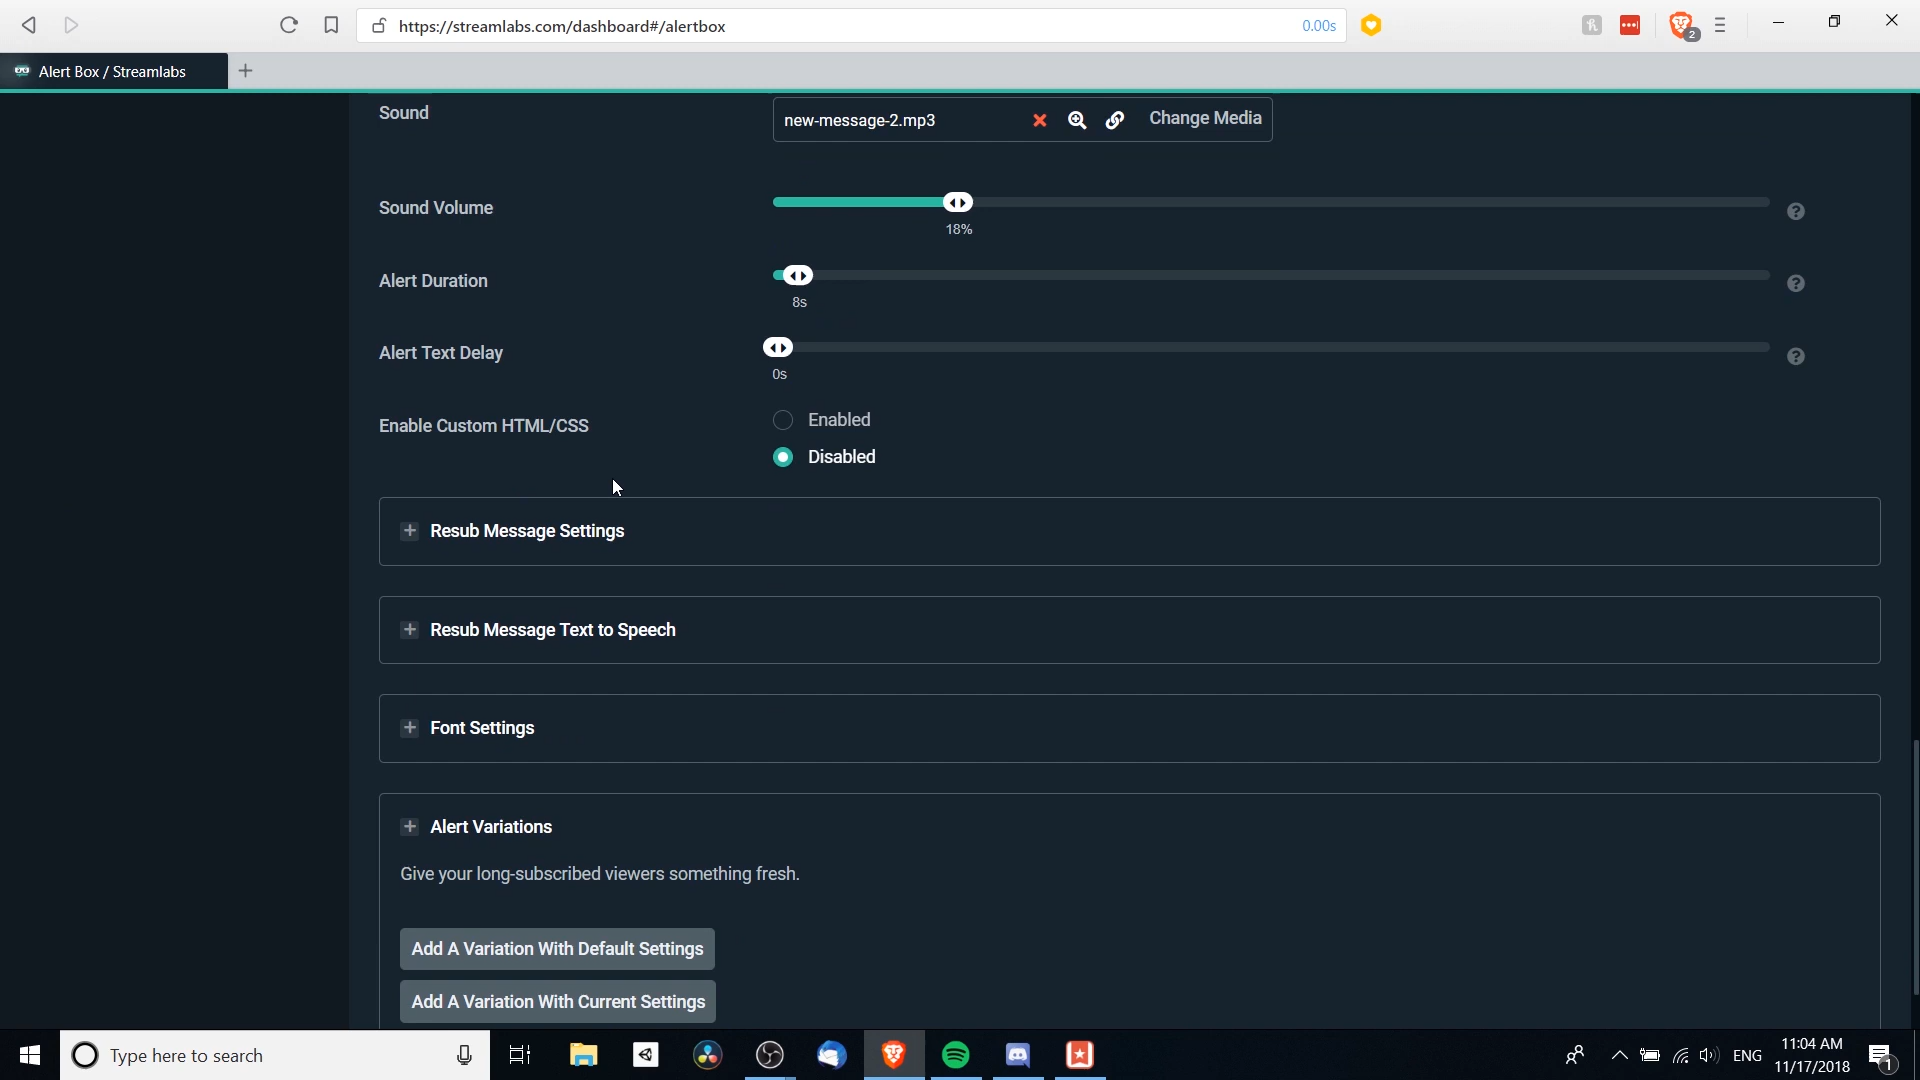 https://streamlabs.com/dashboard#/alertbox
0.00s
2
Alert Box / Streamlabs
Sound
new-message-2.mp3
Change Media
Sound Volume
18%
Alert Duration
8s
Alert Text Delay
0s
Enable Custom HTML/CSS
Enabled
Disabled
Resub Message Settings
Resub Message Text to Speech
Font Settings
Alert Variations
Give your long-subscribed viewers something fresh.
Add A Variation With Default Settings
Add A Variation With Current Settings
Type here to search
ENG
11:04 AM
11/17/2018
1